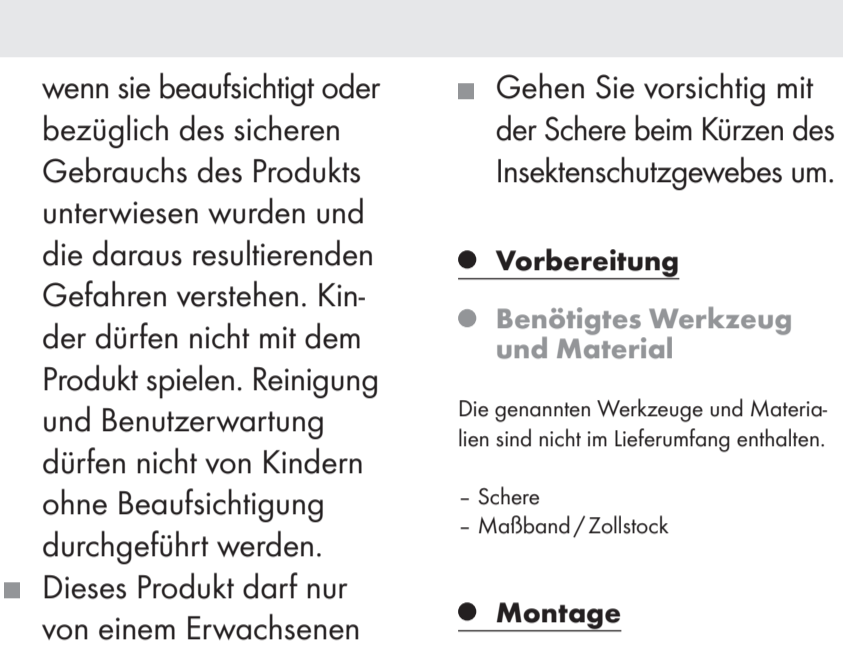 wenn sie beaufsichtigt oder
bezüglich des sicheren
Gebrauchs des Produkts
unterwiesen wurden und
die daraus resultierenden
Gefahren verstehen. Kin-
der dürfen nicht mit dem
Produkt spielen. Reinigung
und Benutzerwartung
dürfen nicht von Kindern
ohne Beaufsichtigung
durchgeführt werden.
Dieses Produkt darf nur
von einem Erwachsenen
Gehen Sie vorsichtig mit
der Schere beim Kürzen des
Insektenschutzgewebes um.
Vorbereitung
Benötigtes Werkzeug
und Material
Die genannten Werkzeuge und Materia-
lien sind nicht im Lieferumfang enthalten.
– Schere
– Maßband / Zollstock
Montage